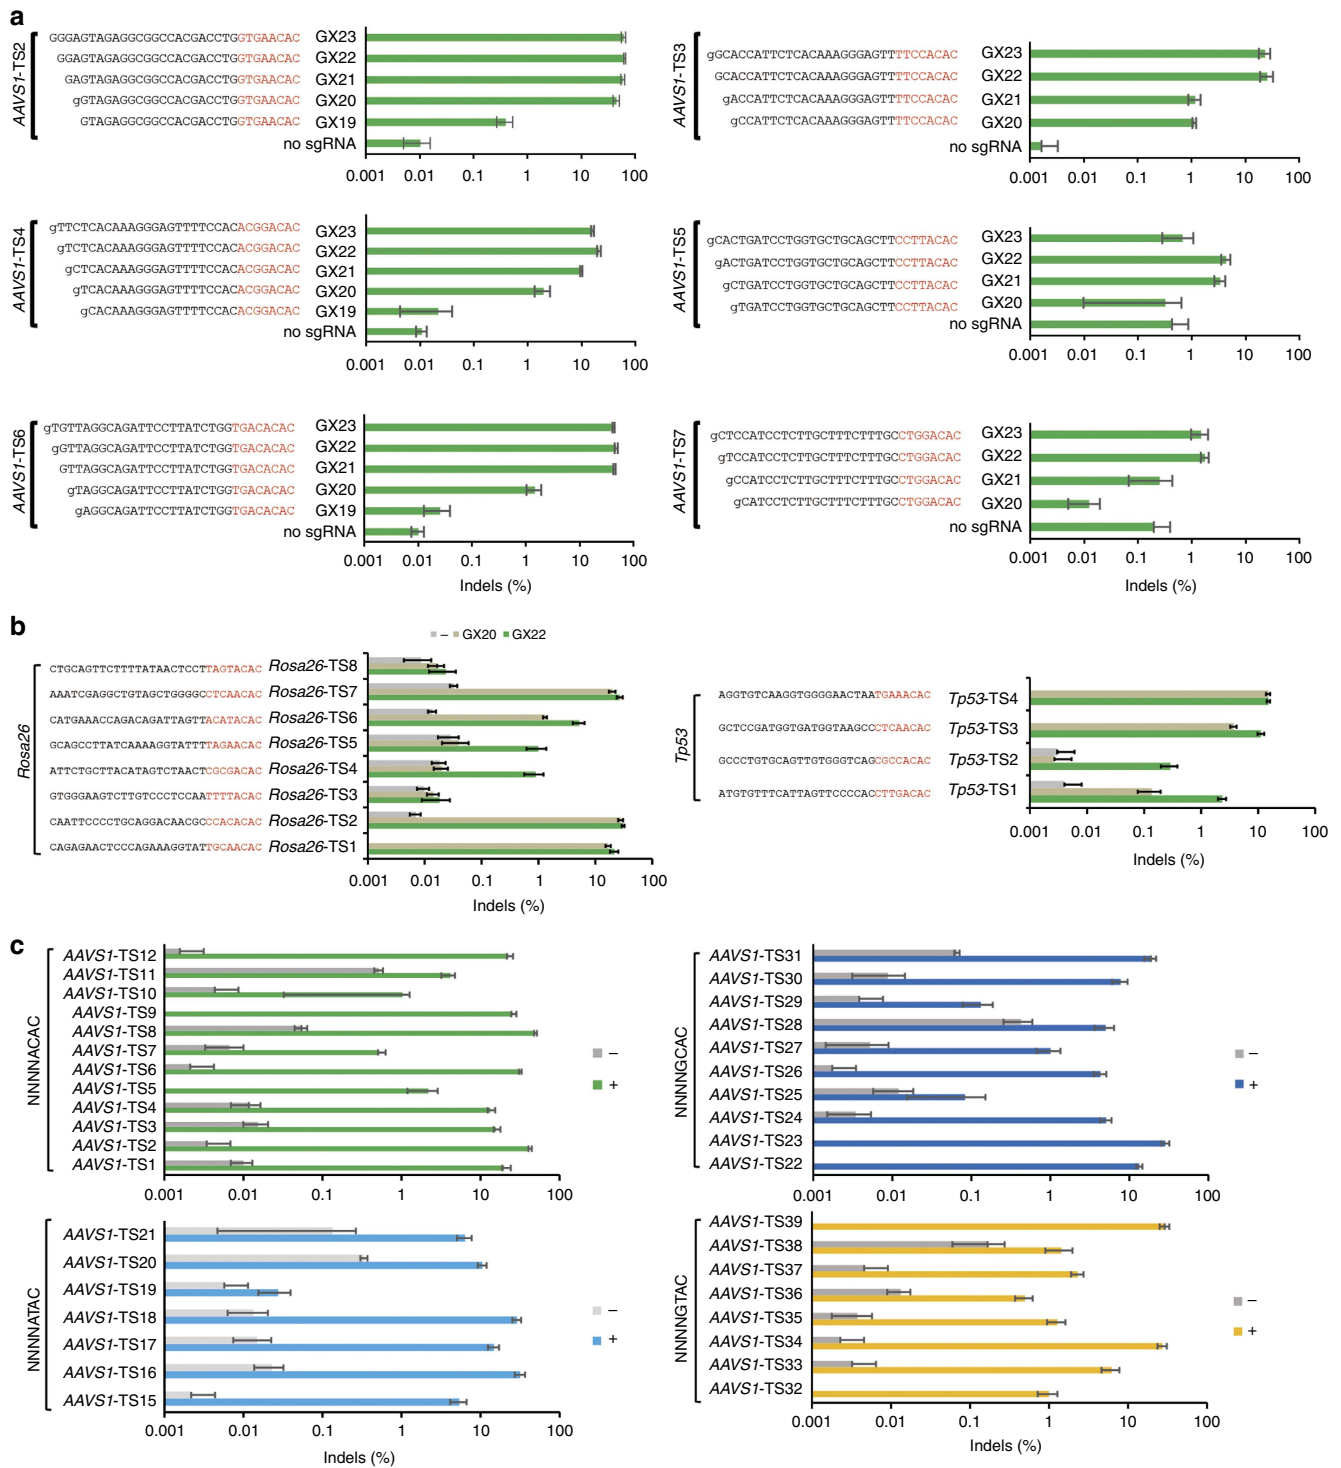 a
AAVS1-TS2
GGGAGTAGAGGCGGCCACGACCTGGTGAACAC GX23
GGAGTAGAGGCGGCCACGACCTGGTGAACAC GX22
GAGTAGAGGCGGCCACGACCTGGTGAACAC GX21
gGTAGAGGCGGCCACGACCTGGTGAACAC GX20
GTAGAGGCGGCCACGACCTGGTGAACAC GX19
no sgRNA
0.001 0.01 0.1 1 10 100
AAVS1-TS3
gGCACCATTCTCACAAAGGGAGTTTTCCACAC GX23
GCACCATTCTCACAAAGGGAGTTTTCCACAC GX22
gACCATTCTCACAAAGGGAGTTTTCCACAC GX21
gCCATTCTCACAAAGGGAGTTTTCCACAC GX20
no sgRNA
0.001 0.01 0.1 1 10 100
AAVS1-TS4
gTTCTCACAAAGGGAGTTTTCCACACGGACAC GX23
gTCTCACAAAGGGAGTTTTCCACACGGACAC GX22
gCTCACAAAGGGAGTTTTCCACACGGACAC GX21
gTCACAAAGGGAGTTTTCCACACGGACAC GX20
gCACAAAGGGAGTTTTCCACACGGACAC GX19
no sgRNA
0.001 0.01 0.1 1 10 100
AAVS1-TS5
gCACTGATCCTGGTGCTGCAGCTTCCTTACAC GX23
gACTGATCCTGGTGCTGCAGCTTCCTTACAC GX22
gCTGATCCTGGTGCTGCAGCTTCCTTACAC GX21
gTGATCCTGGTGCTGCAGCTTCCTTACAC GX20
no sgRNA
0.001 0.01 0.1 1 10 100
AAVS1-TS6
gTGTTAGGCAGATTCCTTATCTGGTGACACAC GX23
gGTTAGGCAGATTCCTTATCTGGTGACACAC GX22
GTTAGGCAGATTCCTTATCTGGTGACACAC GX21
gTAGGCAGATTCCTTATCTGGTGACACAC GX20
gAGGCAGATTCCTTATCTGGTGACACAC GX19
no sgRNA
0.001 0.01 0.1 1 10 100
Indels (%)
AAVS1-TS7
gCTCCATCCTCTTGCTTTCTTTGCCTGGACAC GX23
gTCCATCCTCTTGCTTTCTTTGCCTGGACAC GX22
gCCATCCTCTTGCTTTCTTTGCCTGGACAC GX21
gCATCCTCTTGCTTTCTTTGCCTGGACAC GX20
no sgRNA
0.001 0.01 0.1 1 10 100
Indels (%)
b
– GX20 GX22
Rosa26
CTGCAGTTCTTTTATAACTCCTTAGTACAC Rosa26-TS8
AAATCGAGGCTGTAGCTGGGGCCTCAACAC Rosa26-TS7
CATGAAACCAGACAGATTAGTTACATACAC Rosa26-TS6
GCAGCCTTATCAAAAGGTATTTTAGAACAC Rosa26-TS5
ATTCTGCTTACATAGTCTAACTCGCGACAC Rosa26-TS4
GTGGGAAGTCTTGTCCCTCCAATTTTACAC Rosa26-TS3
CAATTCCCCTGCAGGACAACGCCCACACAC Rosa26-TS2
CAGAGAACTCCCAGAAAGGTATTGCAACAC Rosa26-TS1
0.001 0.01 0.1 1 10 100
Indels (%)
Tp53
AGGTGTCAAGGTGGGGAACTAATGAAACAC Tp53-TS4
GCTCCGATGGTGATGGTAAGCCCTCAACAC Tp53-TS3
GCCCTGTGCAGTTGTGGGTCAGCGCCACAC Tp53-TS2
ATGTGTTTCATTAGTTCCCCACCTTGACAC Tp53-TS1
0.001 0.01 0.1 1 10 100
Indels (%)
c
NNNNACAC
AAVS1-TS12
AAVS1-TS11
AAVS1-TS10
AAVS1-TS9
AAVS1-TS8
AAVS1-TS7
AAVS1-TS6
AAVS1-TS5
AAVS1-TS4
AAVS1-TS3
AAVS1-TS2
AAVS1-TS1
–
+
0.001 0.01 0.1 1 10 100
NNNNGCAC
AAVS1-TS31
AAVS1-TS30
AAVS1-TS29
AAVS1-TS28
AAVS1-TS27
AAVS1-TS26
AAVS1-TS25
AAVS1-TS24
AAVS1-TS23
AAVS1-TS22
–
+
0.001 0.01 0.1 1 10 100
NNNNATAC
AAVS1-TS21
AAVS1-TS20
AAVS1-TS19
AAVS1-TS18
AAVS1-TS17
AAVS1-TS16
AAVS1-TS15
–
+
0.001 0.01 0.1 1 10 100
Indels (%)
NNNNGTAC
AAVS1-TS39
AAVS1-TS38
AAVS1-TS37
AAVS1-TS36
AAVS1-TS35
AAVS1-TS34
AAVS1-TS33
AAVS1-TS32
–
+
0.001 0.01 0.1 1 10 100
Indels (%)